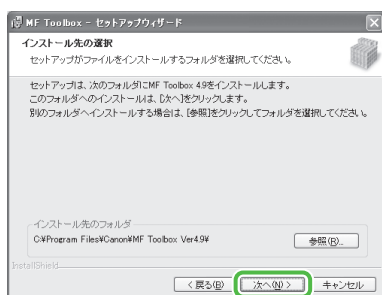 MF Toolbox - セットアップウィザード
インストール先の選択
セットアップがファイルをインストールするフォルダを選択してください。
セットアップは、次のフォルダにMF Toolbox 4.9をインストールします。
このフォルダへのインストールは、[次へ]をクリックします。
別のフォルダへインストールする場合は、[参照]をクリックしてフォルダを選択してください。
インストール先のフォルダ
C:¥Program Files¥Canon¥MF Toolbox Ver4.9¥
参照(R)...
InstallShield
< 戻る(B)
次へ(N) >
キャンセル